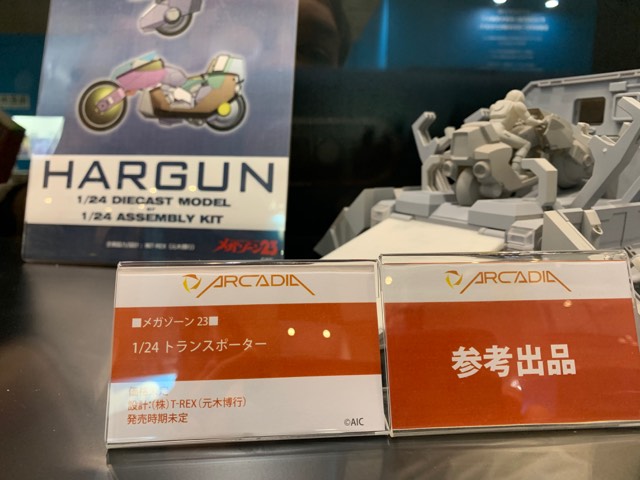 HARGUN
1/24 DIECAST MODEL
1/24 ASSEMBLY KIT
メガゾーン23
ARCADIA
■メガゾーン 23■
1/24 トランスポーター
設計:(株)T-REX(元木博行)
発売時期未定
©AIC
ARCADIA
参考出品